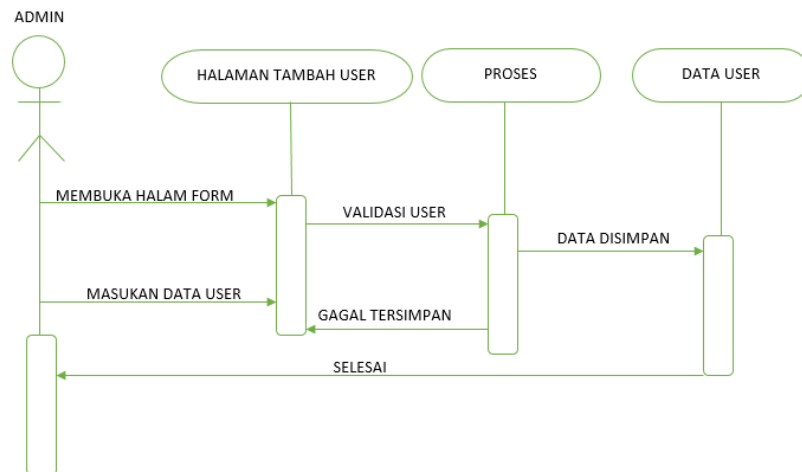 ADMIN
HALAMAN TAMBAH USER
PROSES
DATA USER
MEMBUKA HALAM FORM
VALIDASI USER
DATA DISIMPAN
MASUKAN DATA USER
GAGAL TERSIMPAN
SELESAI